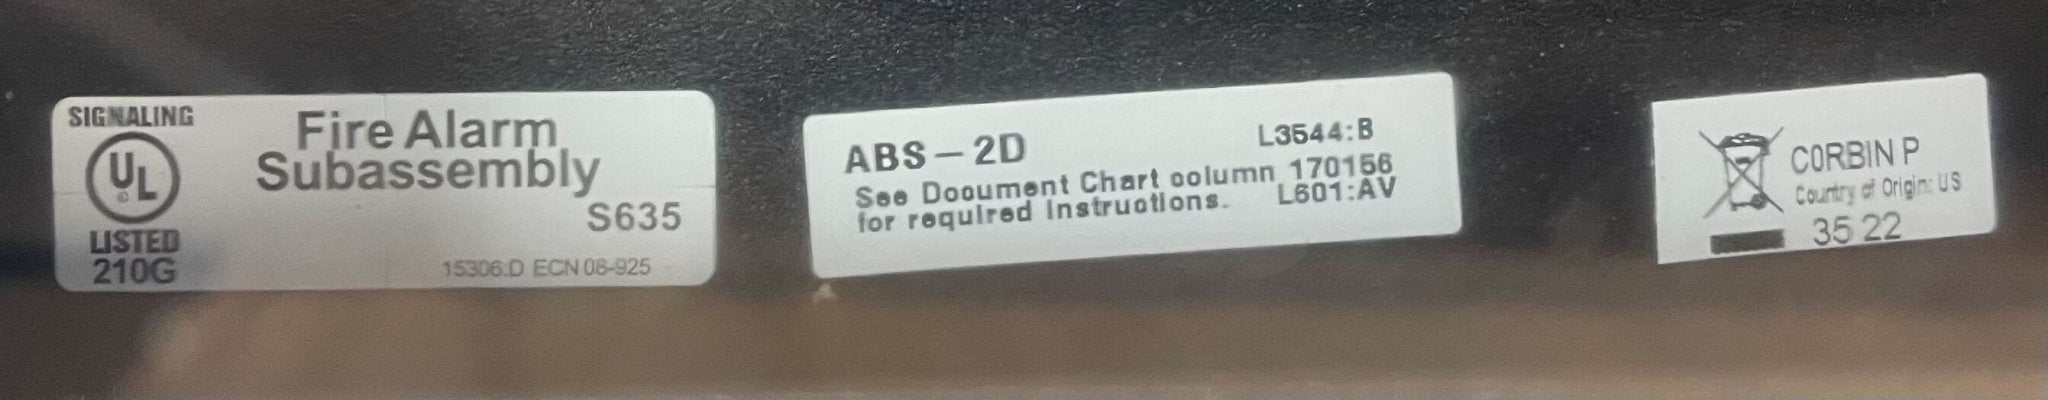 SIGNALING
UL
LISTED
210G
Fire Alarm
Subassembly
S635
15306:D ECN 08-925
ABS-2D L3544:B
See Document Chart column 170156
for required Instructions. L601:AV
CORBIN P
Country of Origin: US
35 22